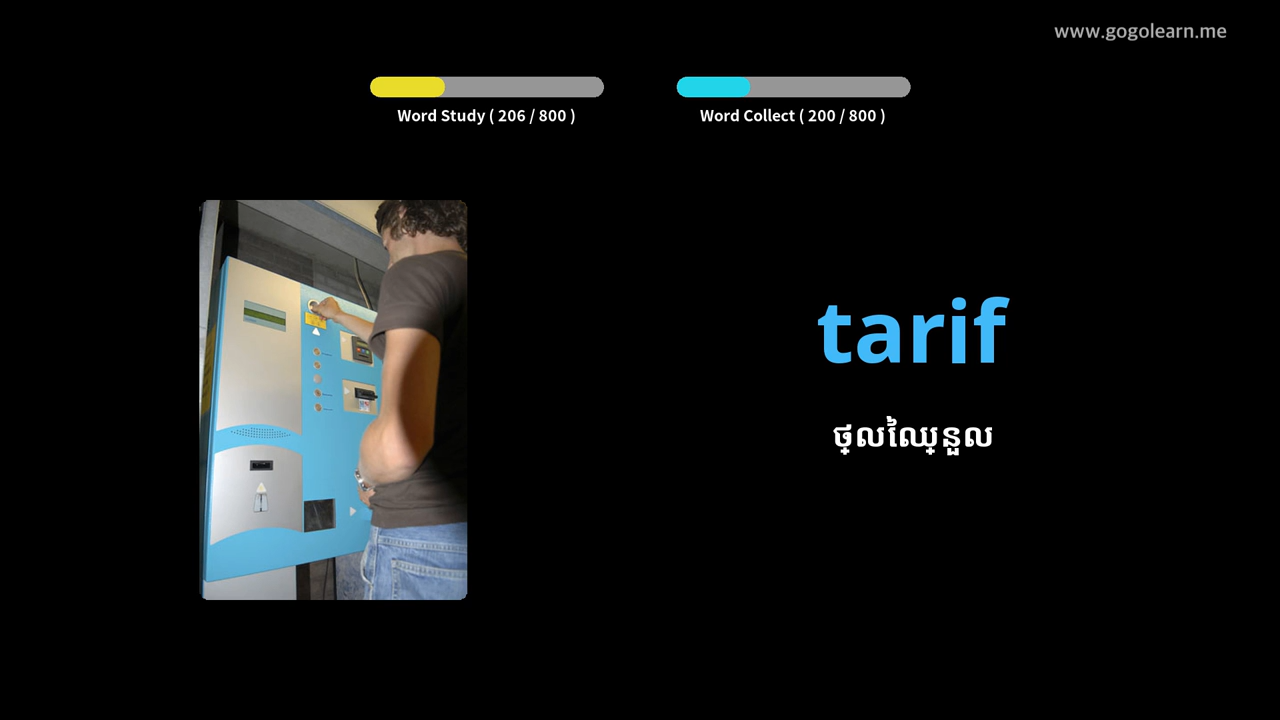 www.gogolearn.me
Word Study ( 206 / 800 )
Word Collect ( 200 / 800 )
tarif
ថ្លៃឈ្នួល